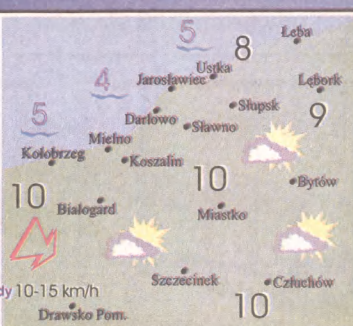 5
8
Łeba
Ustka
4
Jarosławiec
Lębork
5
Darłowo
Słupsk
9
Sławno
Mielno
Kołobrzeg
Koszalin
10
10
Bytów
Białogard
Miastko
Szczecinek
Człuchów
dy 10-15 km/h
10
Drawsko Pom.